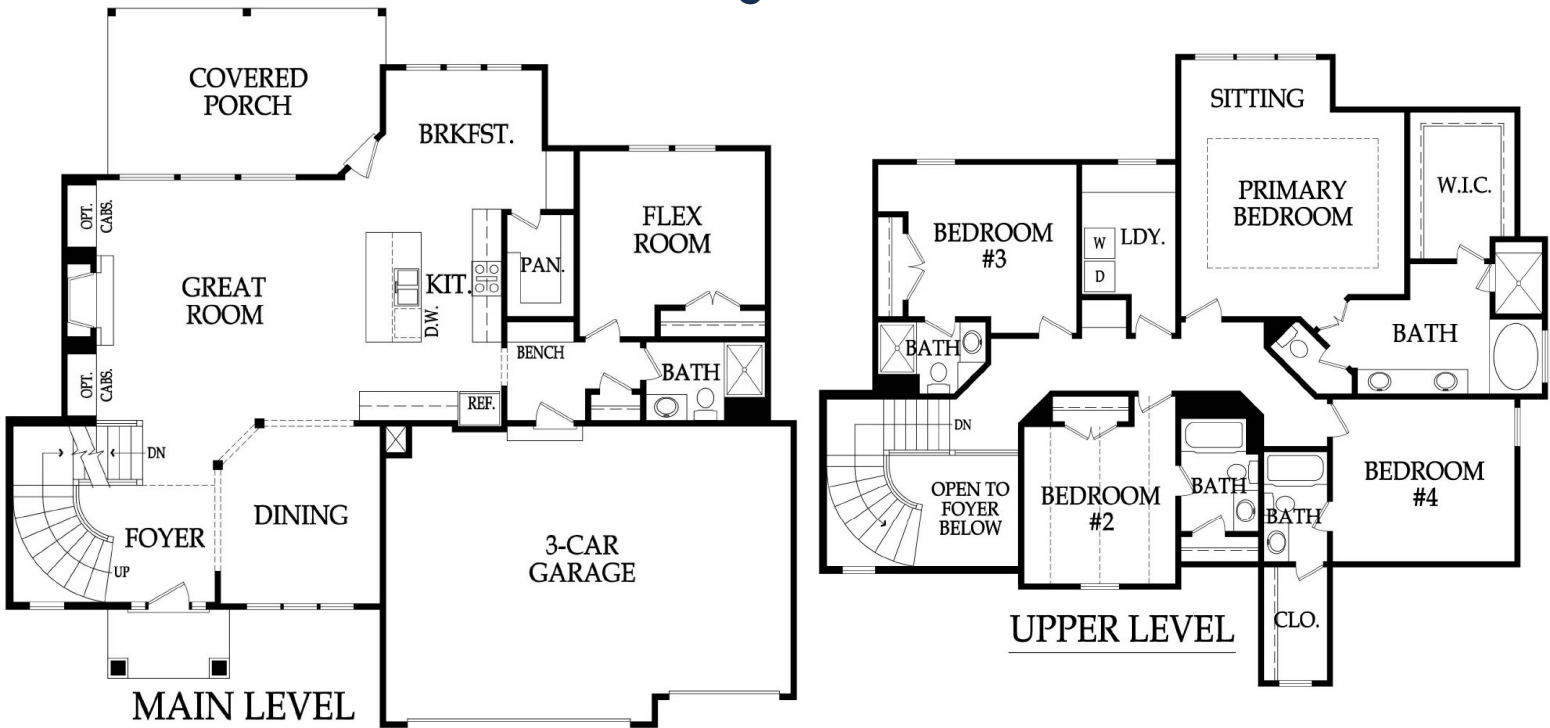 COVERED
PORCH
BRKFST.
OPT.
CABS.
FLEX
ROOM
GREAT
ROOM
KIT.
PAN.
D.W.
OPT.
CABS.
BENCH
BATH
REF.
DN
DINING
FOYER
UP
3-CAR
GARAGE
MAIN LEVEL
SITTING
PRIMARY
BEDROOM
W.I.C.
BEDROOM
#3
W
D
LDY.
BATH
BATH
DN
OPEN TO
FOYER
BELOW
BEDROOM
#2
BATH
BATH
BEDROOM
#4
CLO.
UPPER LEVEL